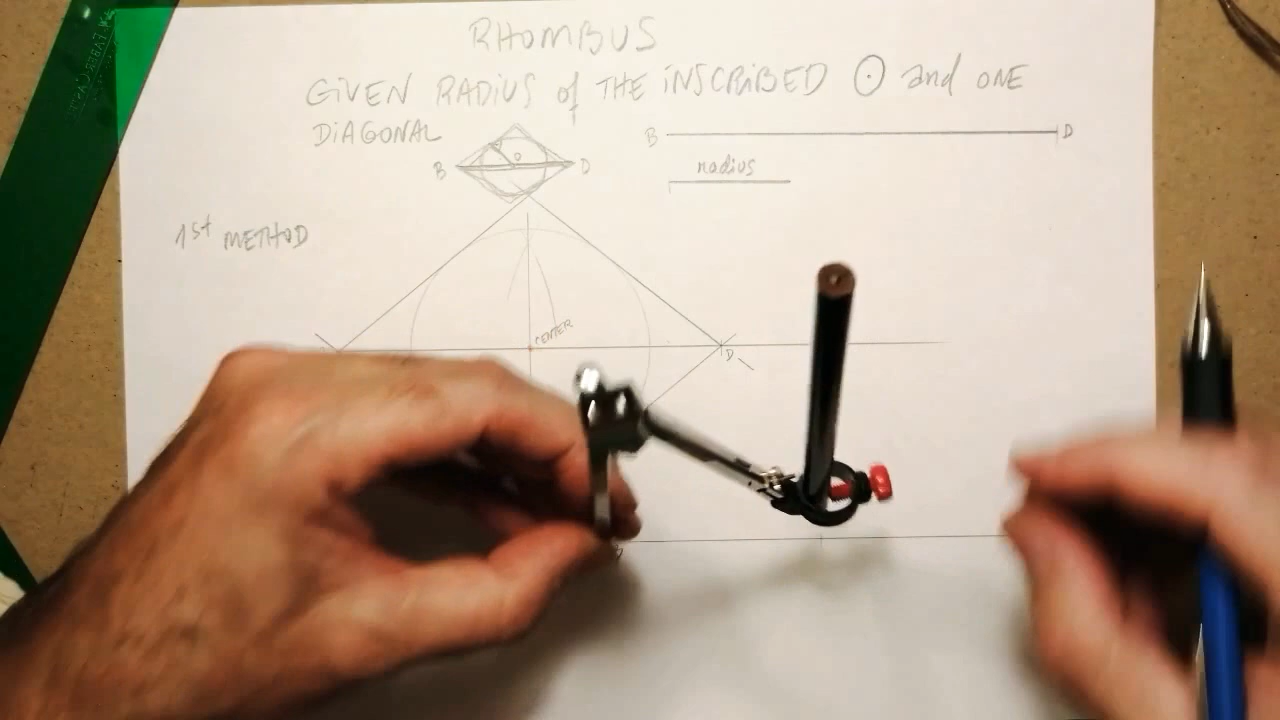 RHOMBUS
GIVEN RADIUS of THE INSCRIBED ⊙ and ONE
DIAGONAL
B D
B O D
radius
1st METHOD
CENTER
D